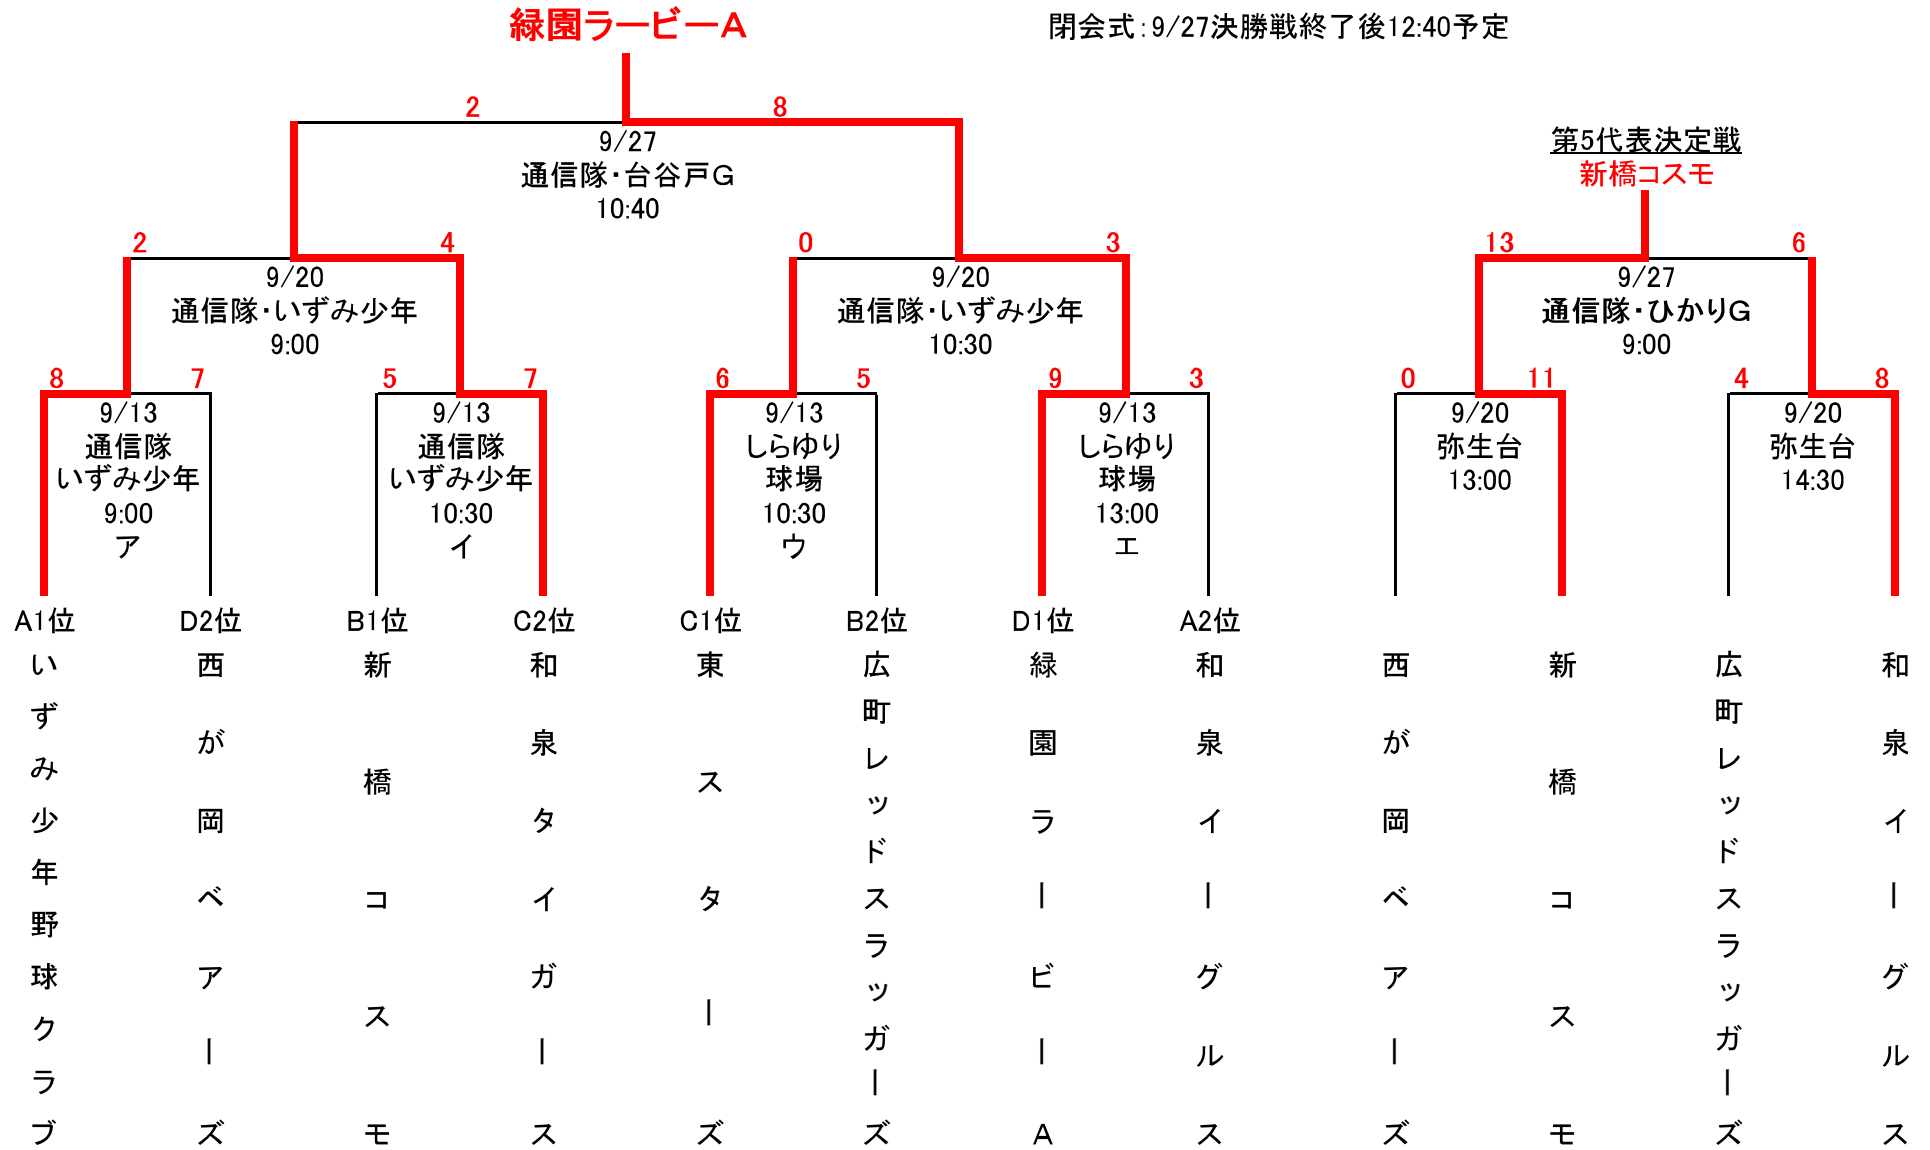 緑園ラービーA
閉会式：9/27決勝戦終了後12:40予定
2
8
9/27
通信隊・台谷戸G
10:40
第5代表決定戦
新橋コスモ
2
4
9/20
通信隊・いずみ少年
9:00
0
3
9/20
通信隊・いずみ少年
10:30
13
6
9/27
通信隊・ひかりG
9:00
8
7
9/13
通信隊
いずみ少年
9:00
ア
5
7
9/13
通信隊
いずみ少年
10:30
イ
6
5
9/13
しらゆり
球場
10:30
ウ
9
3
9/13
しらゆり
球場
13:00
エ
0
11
9/20
弥生台
13:00
4
8
9/20
弥生台
14:30
A1位
いずみ少年野球クラブ
D2位
西が岡ベアーズ
B1位
新橋コスモ
C2位
和泉タイガース
C1位
東スターズ
B2位
広町レッドスラッガーズ
D1位
緑園ラービーA
A2位
和泉イーグルス
西が岡ベアーズ
新橋コスモ
広町レッドスラッガーズ
和泉イーグルス